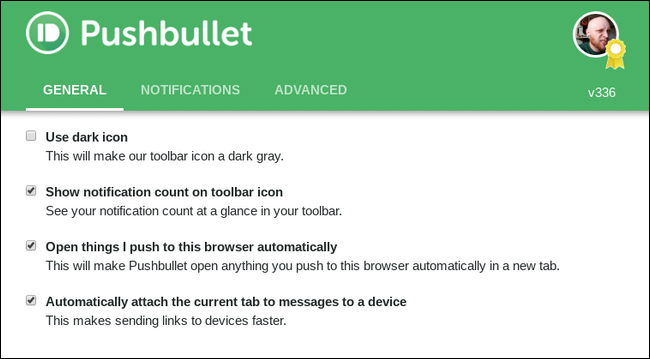 Pushbullet
GENERAL NOTIFICATIONS ADVANCED v336
Use dark icon
This will make our toolbar icon a dark gray.
Show notification count on toolbar icon
See your notification count at a glance in your toolbar.
Open things I push to this browser automatically
This will make Pushbullet open anything you push to this browser automatically in a new tab.
Automatically attach the current tab to messages to a device
This makes sending links to devices faster.